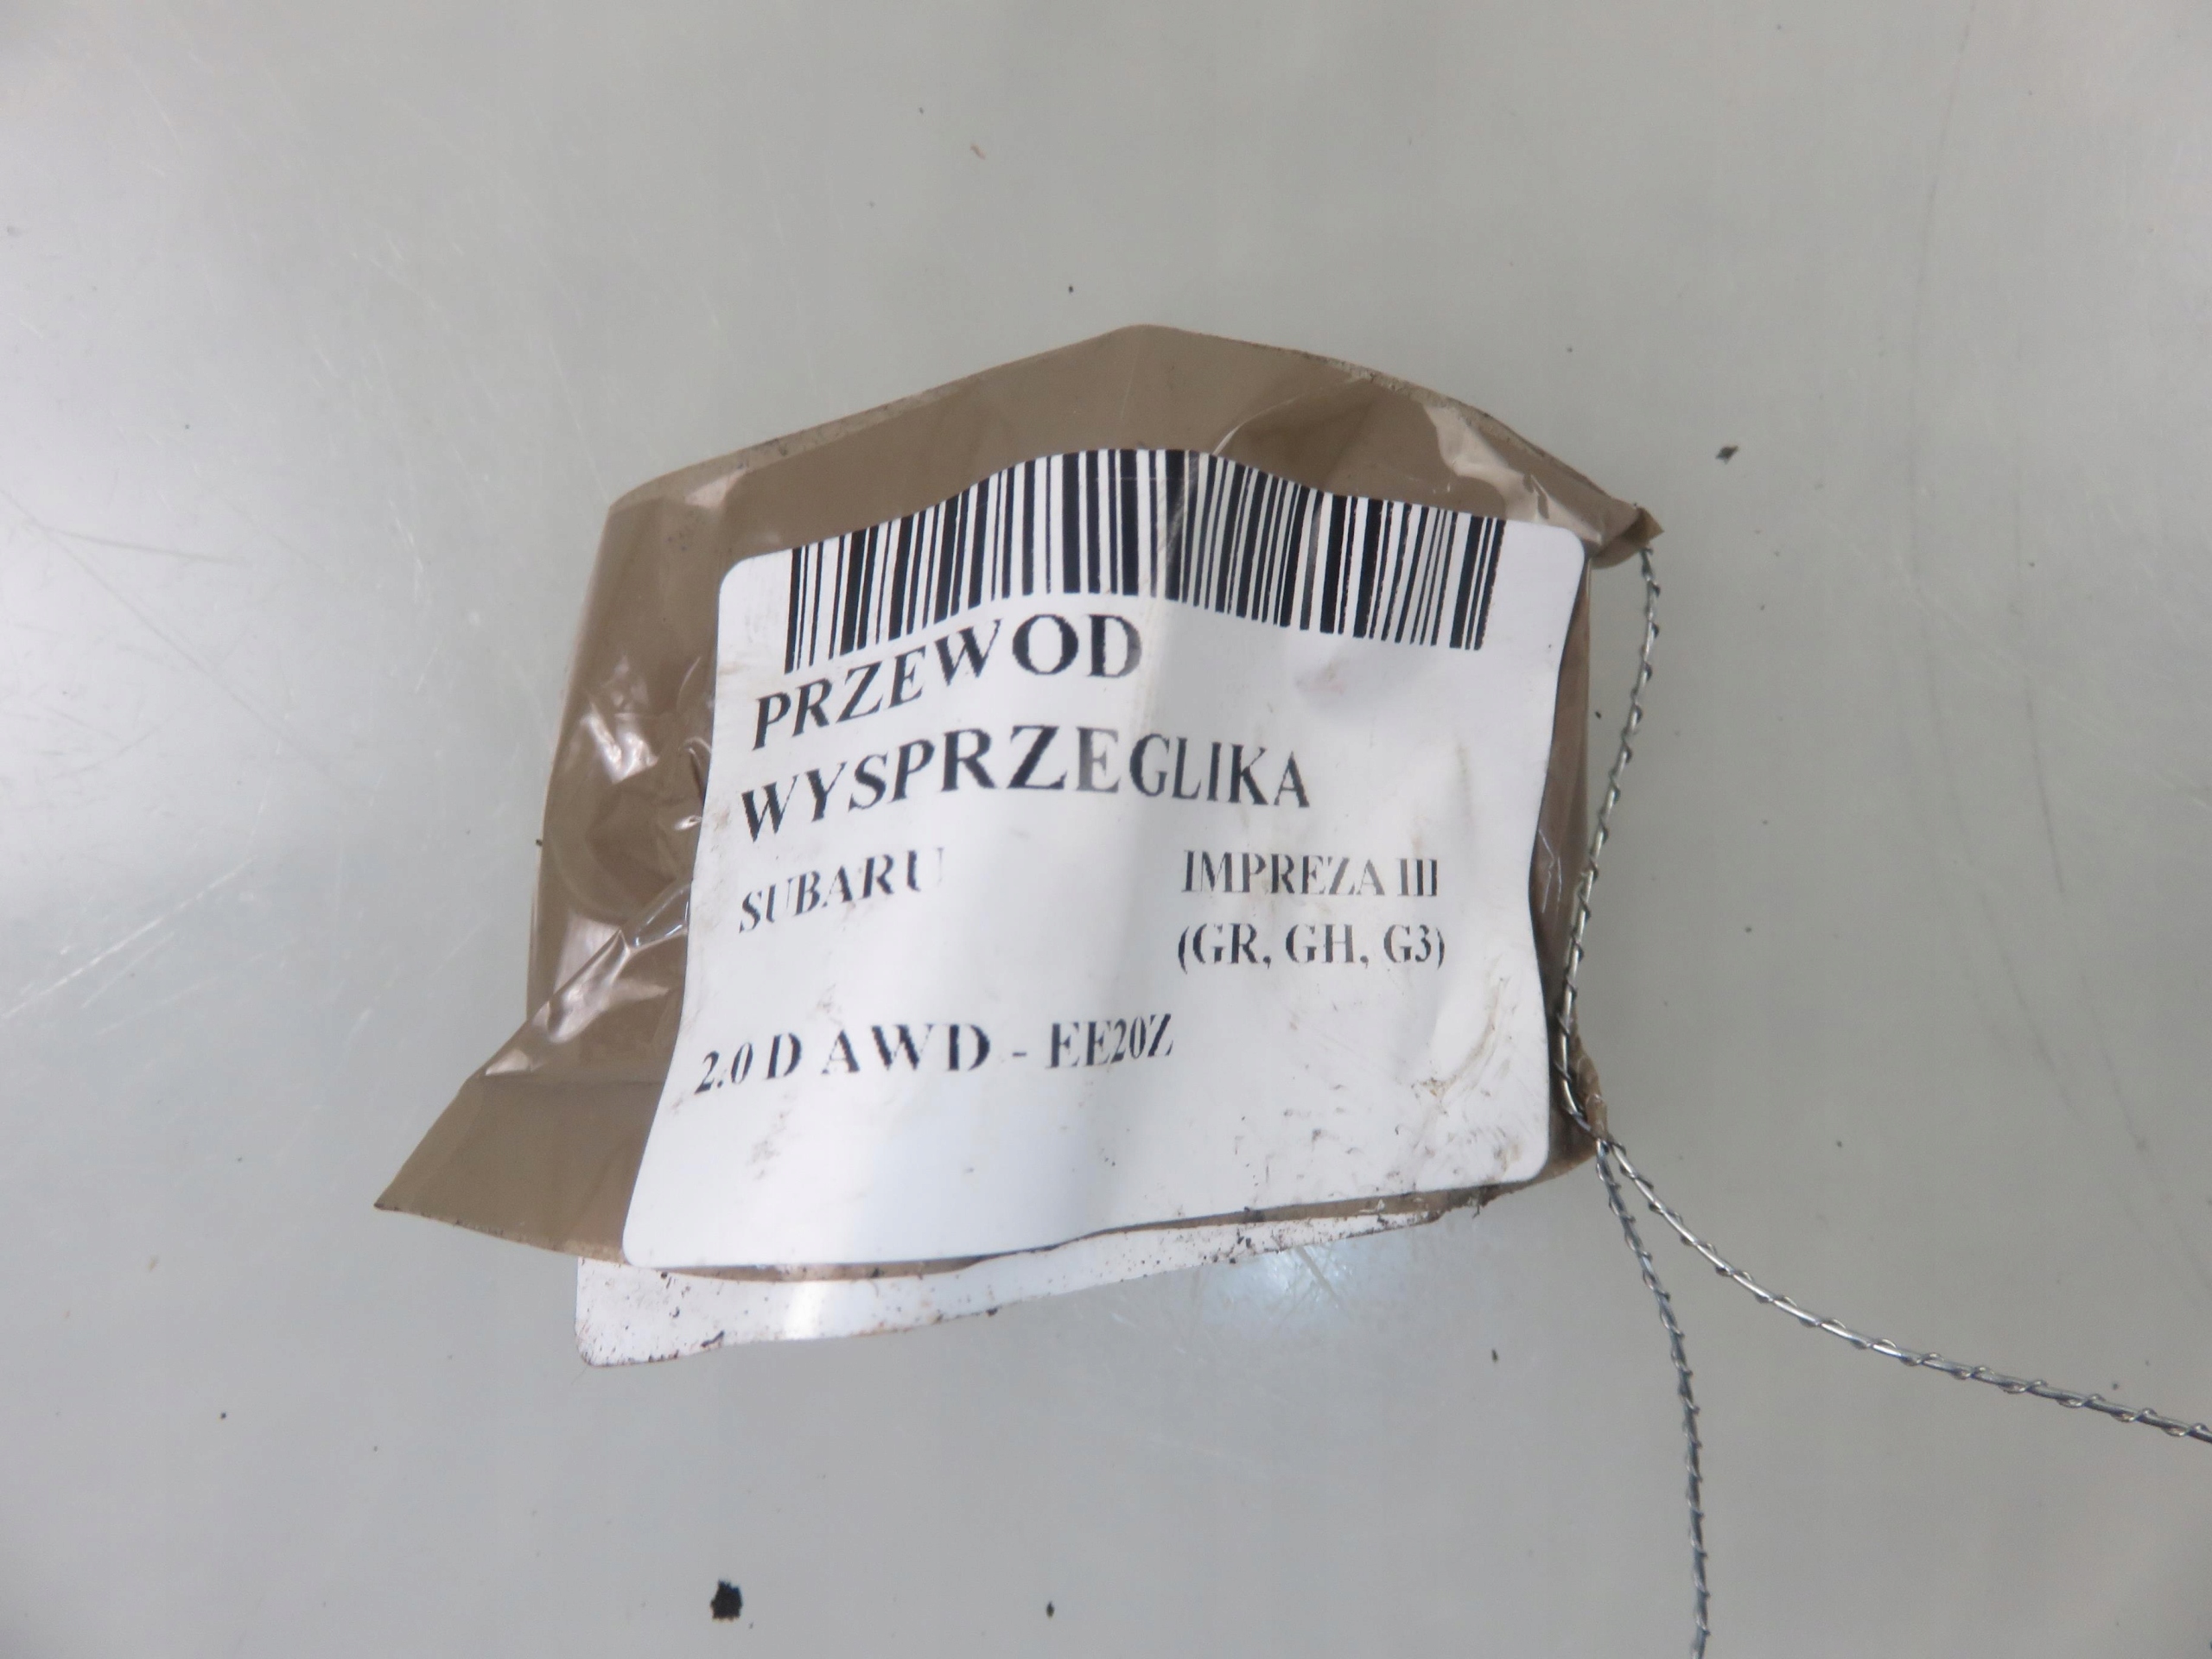 PRZEWOD
WYSPRZEGLIKA
SUBARU IMPREZA III
(GR, GH, G3)
2.0 D AWD - EE20Z